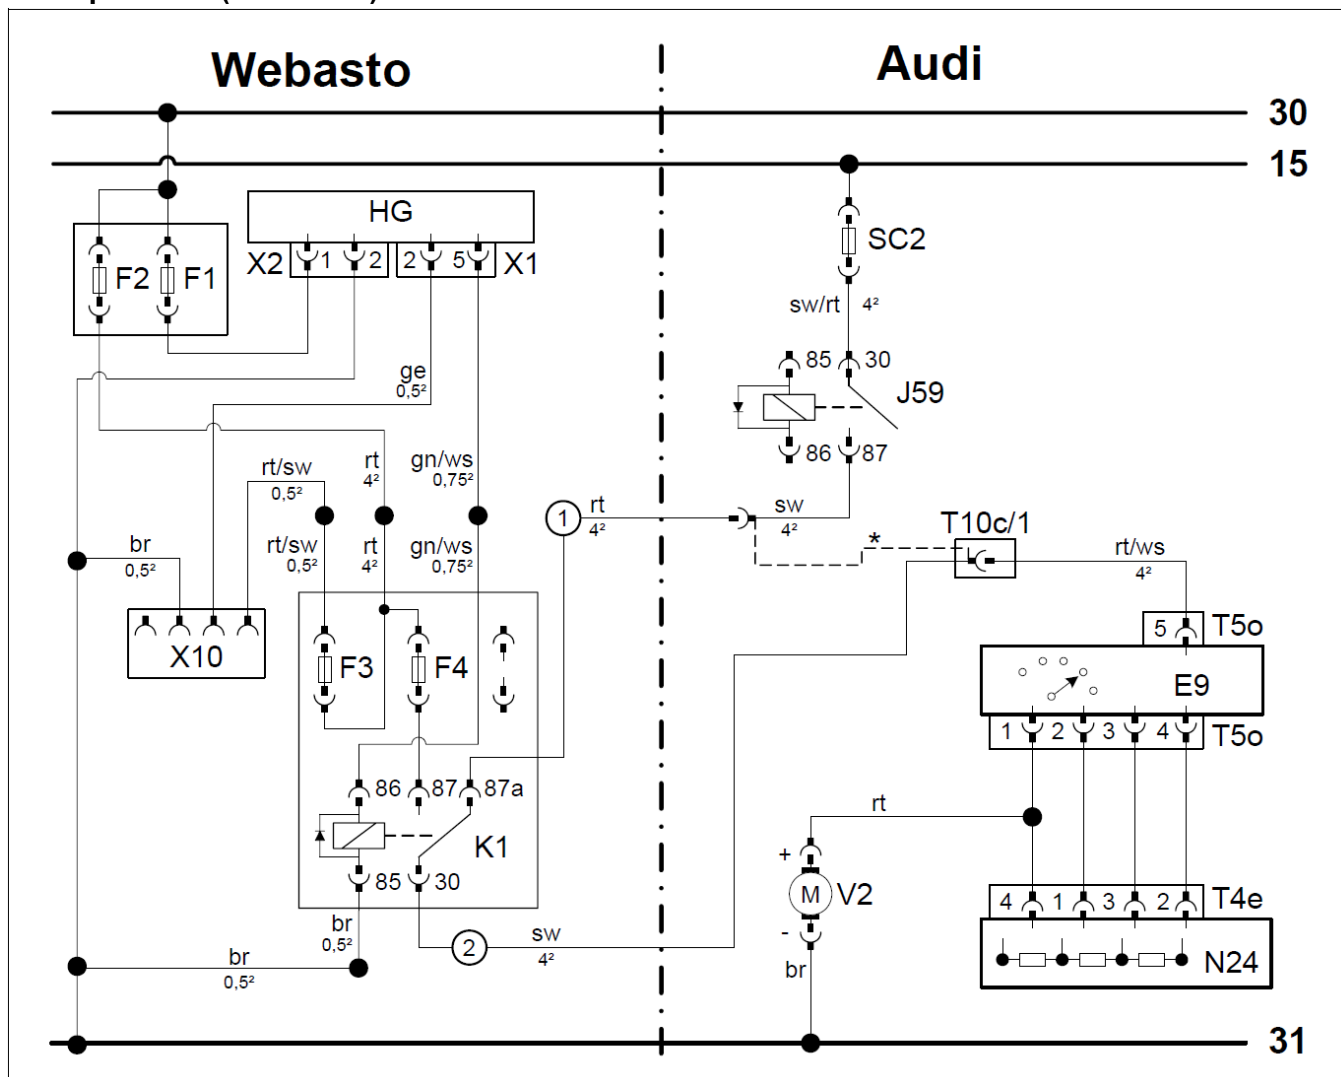 Webasto
Audi
30
15
HG
SC2
F2
F1
X2
1
2
2
5
X1
sw/rt 4²
ge
0,5²
85
30
J59
86
87
rt/sw
0,5²
rt
4²
gn/ws
0,75²
1
rt
4²
sw
4²
*
T10c/1
rt/ws
4²
br
0,5²
rt/sw
0,5²
rt
4²
gn/ws
0,75²
X10
F3
F4
5
T5o
E9
1
2
3
4
T5o
86
87
87a
K1
85
30
rt
+
M
V2
-
br
4
1
3
2
T4e
N24
br
0,5²
2
sw
4²
br
0,5²
31